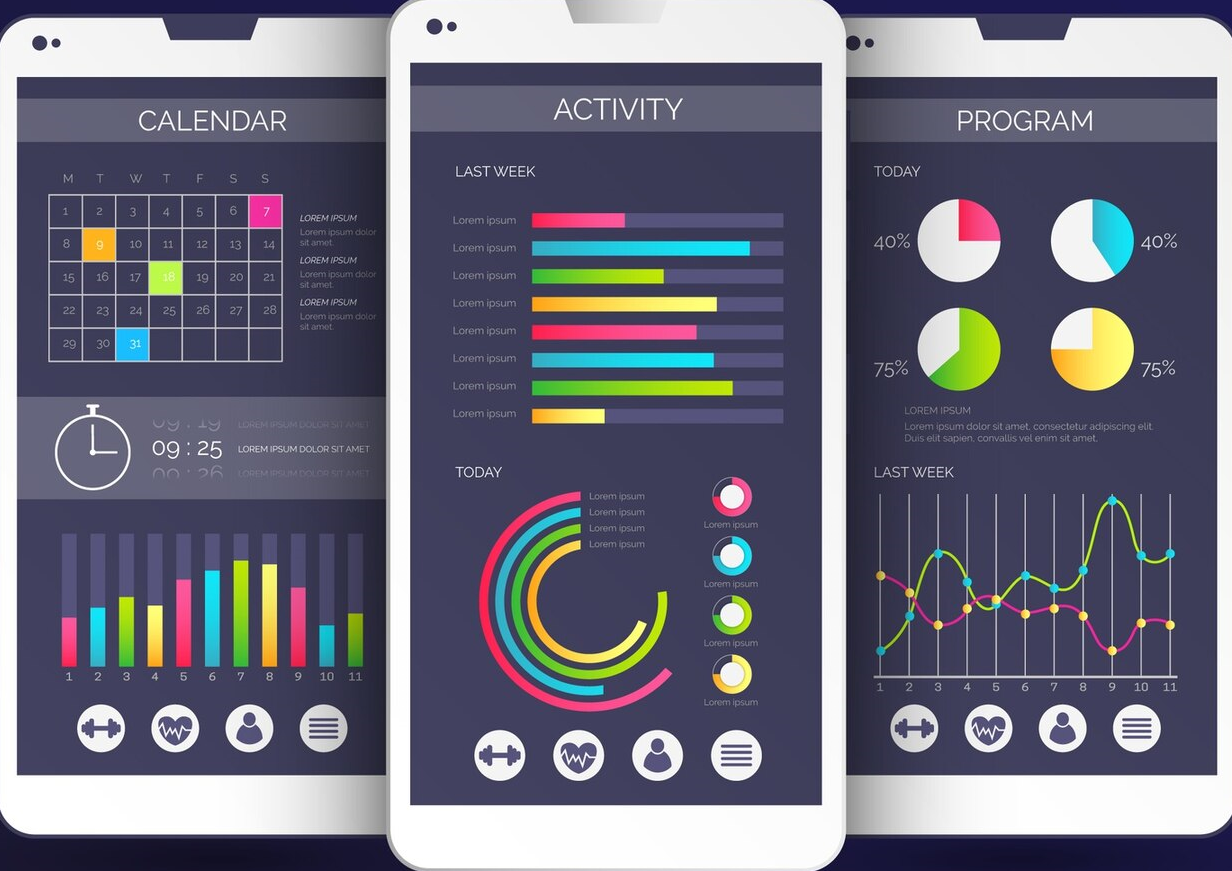 CALENDAR
M T W T F S S
1 2 3 4 5 6 7
8 9 10 11 12 13 14
15 16 17 18 19 20 21
22 23 24 25 26 27 28
29 30 31
LOREM IPSUM
Lorem ipsum dolor
sit amet.
LOREM IPSUM
Lorem ipsum dolor
sit amet.
LOREM IPSUM
Lorem ipsum dolor
sit amet.
09 : 19 LOREM IPSUM DOLOR SIT AMET
09 : 25 LOREM IPSUM DOLOR SIT AMET
09 : 26 LOREM IPSUM DOLOR SIT AMET
1 2 3 4 5 6 7 8 9 10 11
ACTIVITY
LAST WEEK
Lorem ipsum
Lorem ipsum
Lorem ipsum
Lorem ipsum
Lorem ipsum
Lorem ipsum
Lorem ipsum
Lorem ipsum
TODAY
Lorem ipsum
Lorem ipsum
Lorem ipsum
Lorem ipsum
Lorem ipsum
Lorem ipsum
Lorem ipsum
Lorem ipsum
PROGRAM
TODAY
40% 40%
75% 75%
LOREM IPSUM
Lorem ipsum dolor sit amet, consectetur adipiscing elit.
Duis elit sapien, convallis vel enim sit amet.
LAST WEEK
1 2 3 4 5 6 7 8 9 10 11